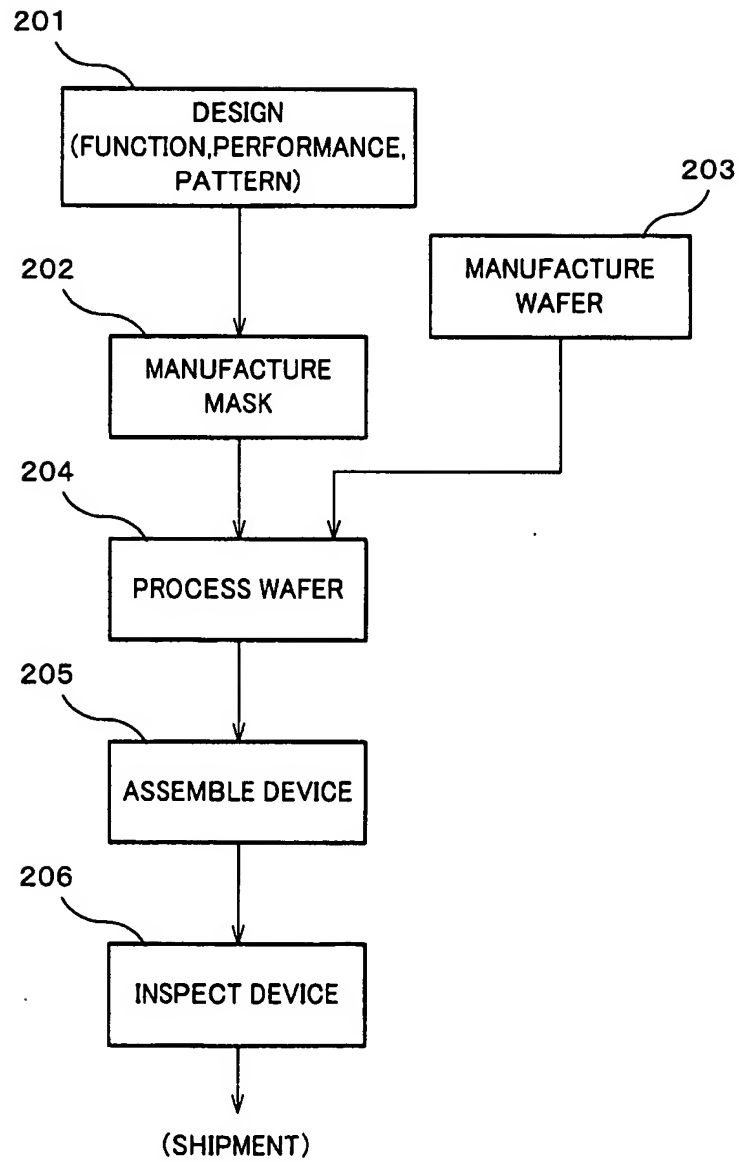 201
DESIGN
(FUNCTION,PERFORMANCE,
PATTERN)
203
MANUFACTURE
WAFER
202
MANUFACTURE
MASK
204
PROCESS WAFER
205
ASSEMBLE DEVICE
206
INSPECT DEVICE
(SHIPMENT)